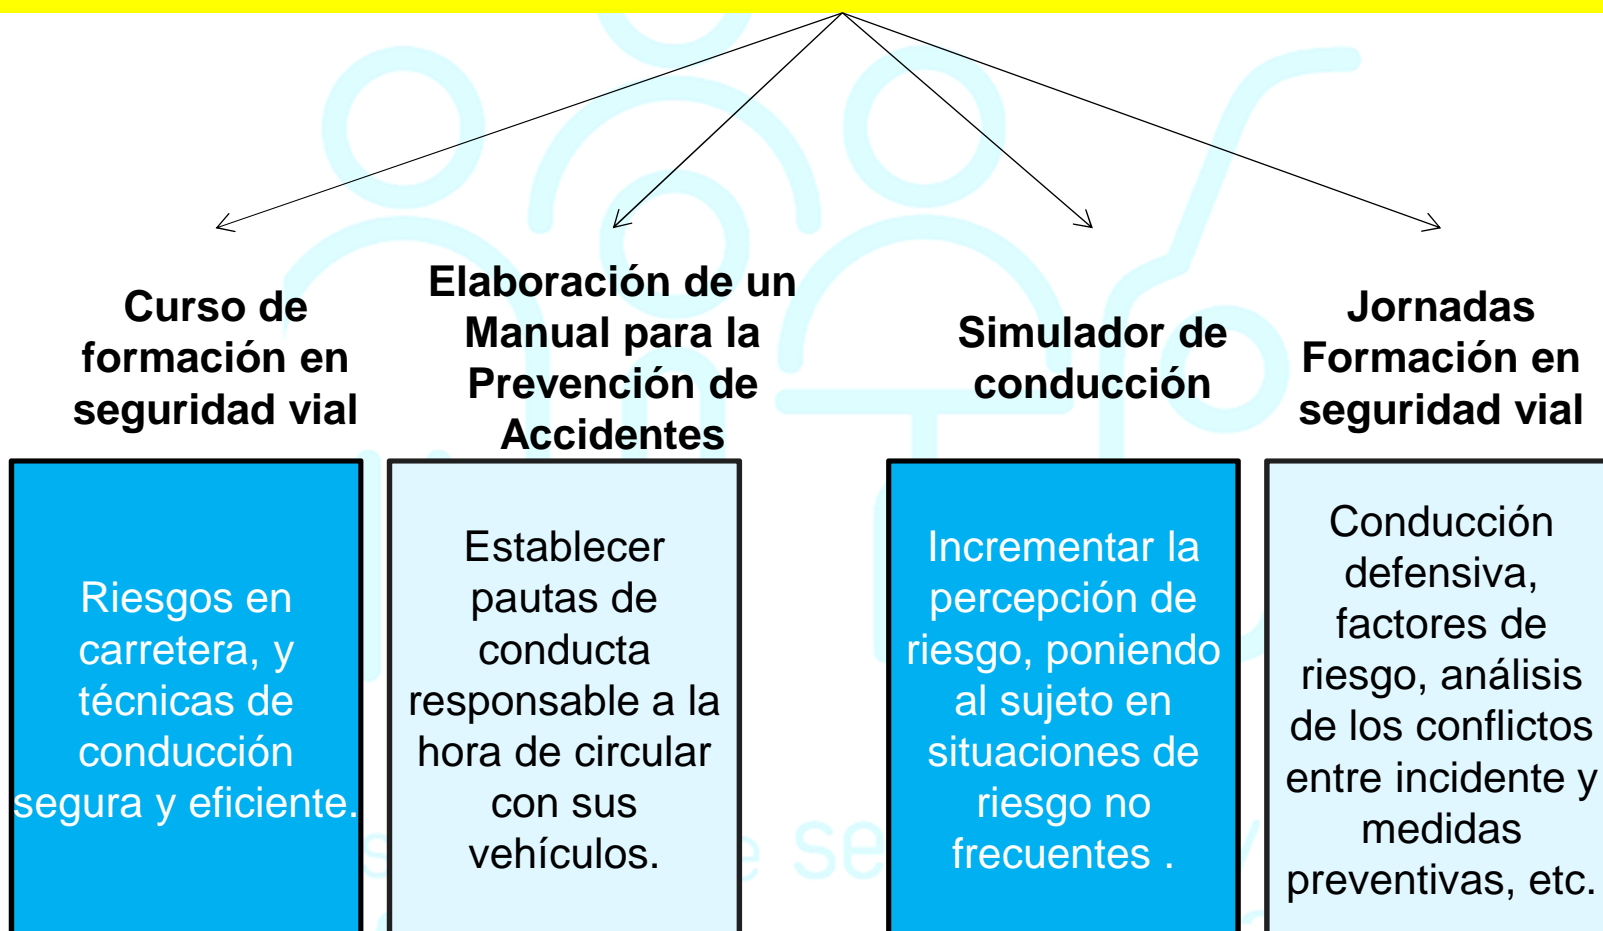 Curso de
formación en
seguridad vial
Elaboración de un
Manual para la
Prevención de
Accidentes
Simulador de
conducción
Jornadas
Formación en
seguridad vial
Riesgos en
carretera, y
técnicas de
conducción
segura y eficiente.
Establecer
pautas de
conducta
responsable a la
hora de circular
con sus
vehículos.
Incrementar la
percepción de
riesgo, poniendo
al sujeto en
situaciones de
riesgo no
frecuentes .
Conducción
defensiva,
factores de
riesgo, análisis
de los conflictos
entre incidente y
medidas
preventivas, etc.